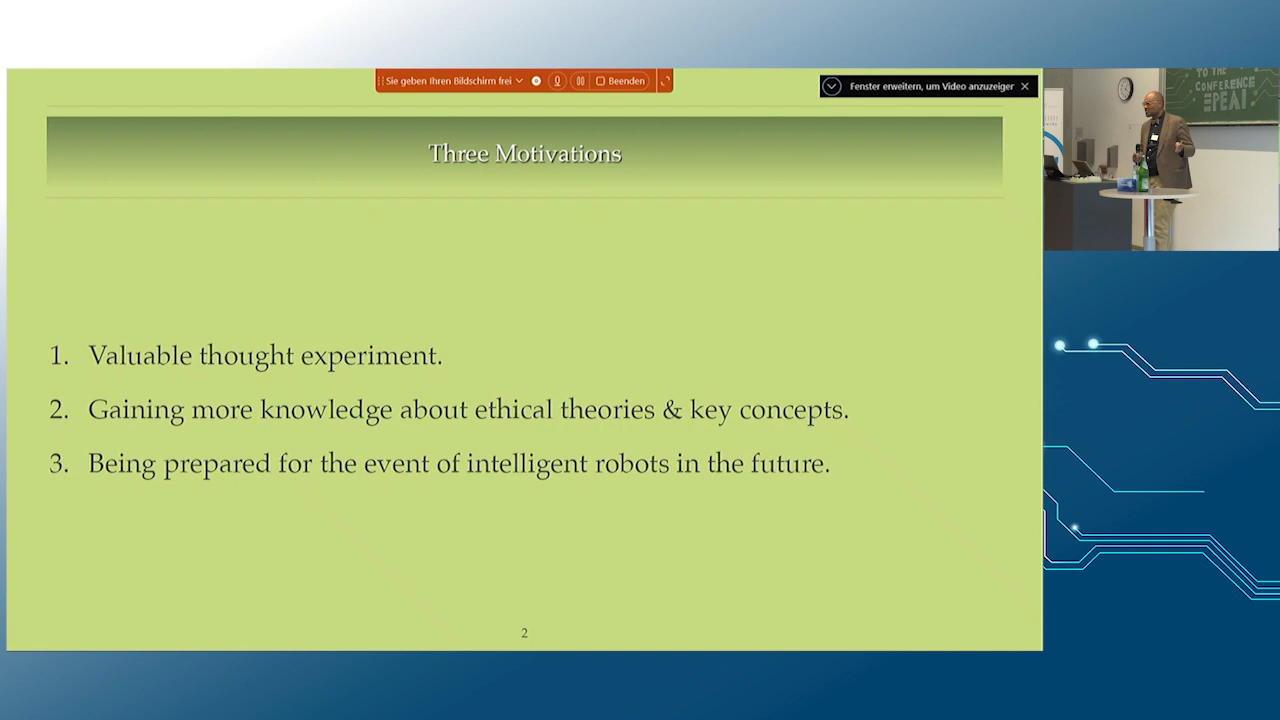 Sie geben Ihren Bildschirm frei
Beenden
Fenster erweitern, um Video anzuzeiger
TO THE
CONFERENCE
EPEAI
Three Motivations
1. Valuable thought experiment.
2. Gaining more knowledge about ethical theories & key concepts.
3. Being prepared for the event of intelligent robots in the future.
2